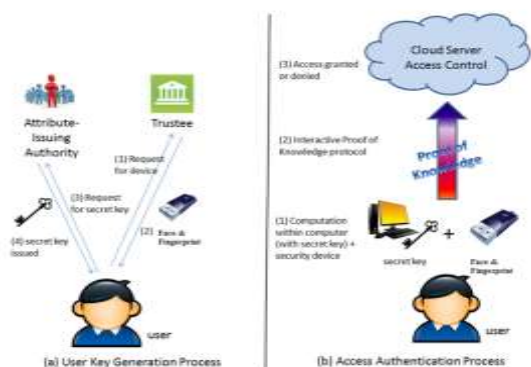 Attribute-
Issuing
Authority
Trustee
(1) Request
for device
(3) Request
for secret key
(2)
Face &
Fingerprint
(4) secret key
issued
user
(a) User Key Generation Process
Cloud Server
Access Control
(3) Access granted
or denied
(2) Interactive Proof of
Knowledge protocol
Proof of
Knowledge
(1) Computation
within computer
(with secret key) +
security device
+
secret key
Face &
Fingerprint
user
(b) Access Authentication Process